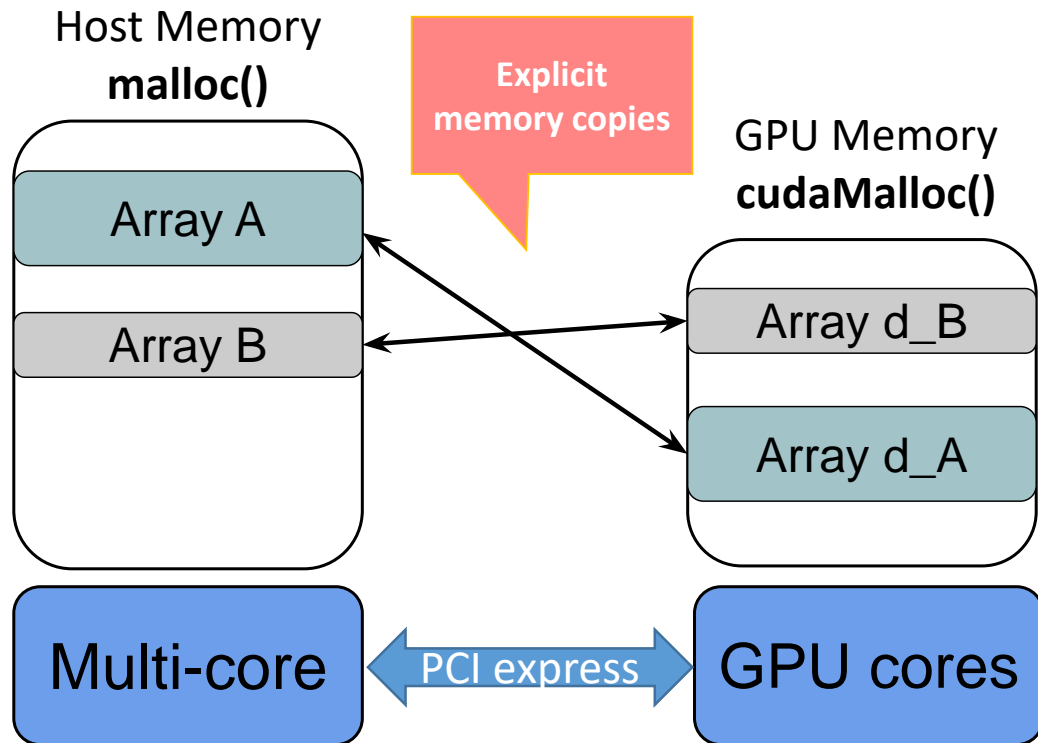 Host Memory
malloc()
Explicit
memory copies
GPU Memory
cudaMalloc()
Array A
Array B
Array d_B
Array d_A
Multi-core
PCI express
GPU cores